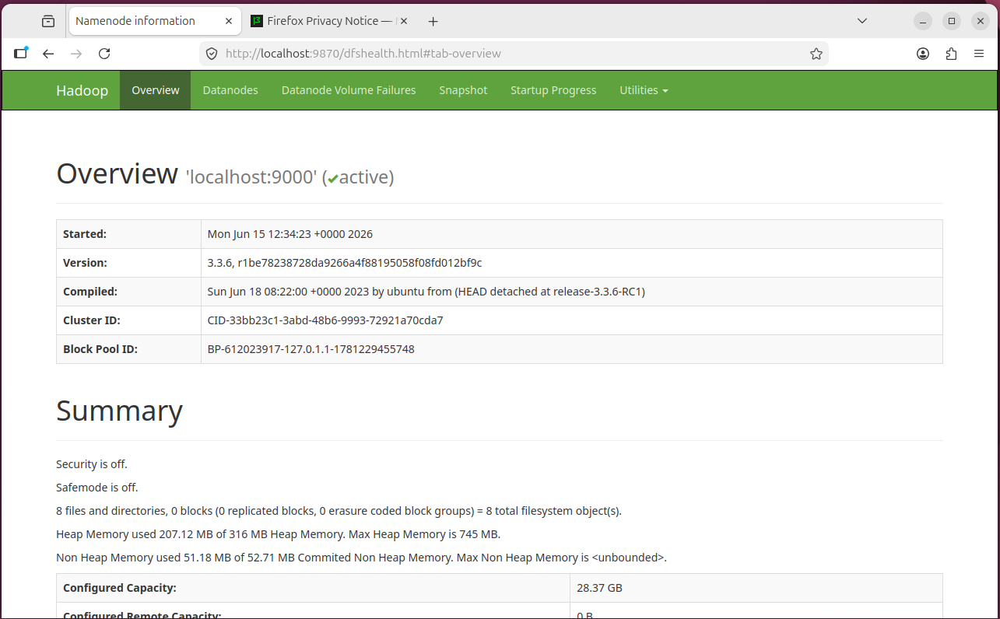 Namenode information
Firefox Privacy Notice —
http://localhost:9870/dfshealth.html#tab-overview
Hadoop Overview Datanodes Datanode Volume Failures Snapshot Startup Progress Utilities
Overview 'localhost:9000' (✔active)
Started: Mon Jun 15 12:34:23 +0000 2026
Version: 3.3.6, r1be78238728da9266a4f88195058f08fd012bf9c
Compiled: Sun Jun 18 08:22:00 +0000 2023 by ubuntu from (HEAD detached at release-3.3.6-RC1)
Cluster ID: CID-33bb23c1-3abd-48b6-9993-72921a70cda7
Block Pool ID: BP-612023917-127.0.1.1-1781229455748
Summary
Security is off.
Safemode is off.
8 files and directories, 0 blocks (0 replicated blocks, 0 erasure coded block groups) = 8 total filesystem object(s).
Heap Memory used 207.12 MB of 316 MB Heap Memory. Max Heap Memory is 745 MB.
Non Heap Memory used 51.18 MB of 52.71 MB Commited Non Heap Memory. Max Non Heap Memory is <unbounded>.
Configured Capacity: 28.37 GB
Configured Remote Capacity: 0 B